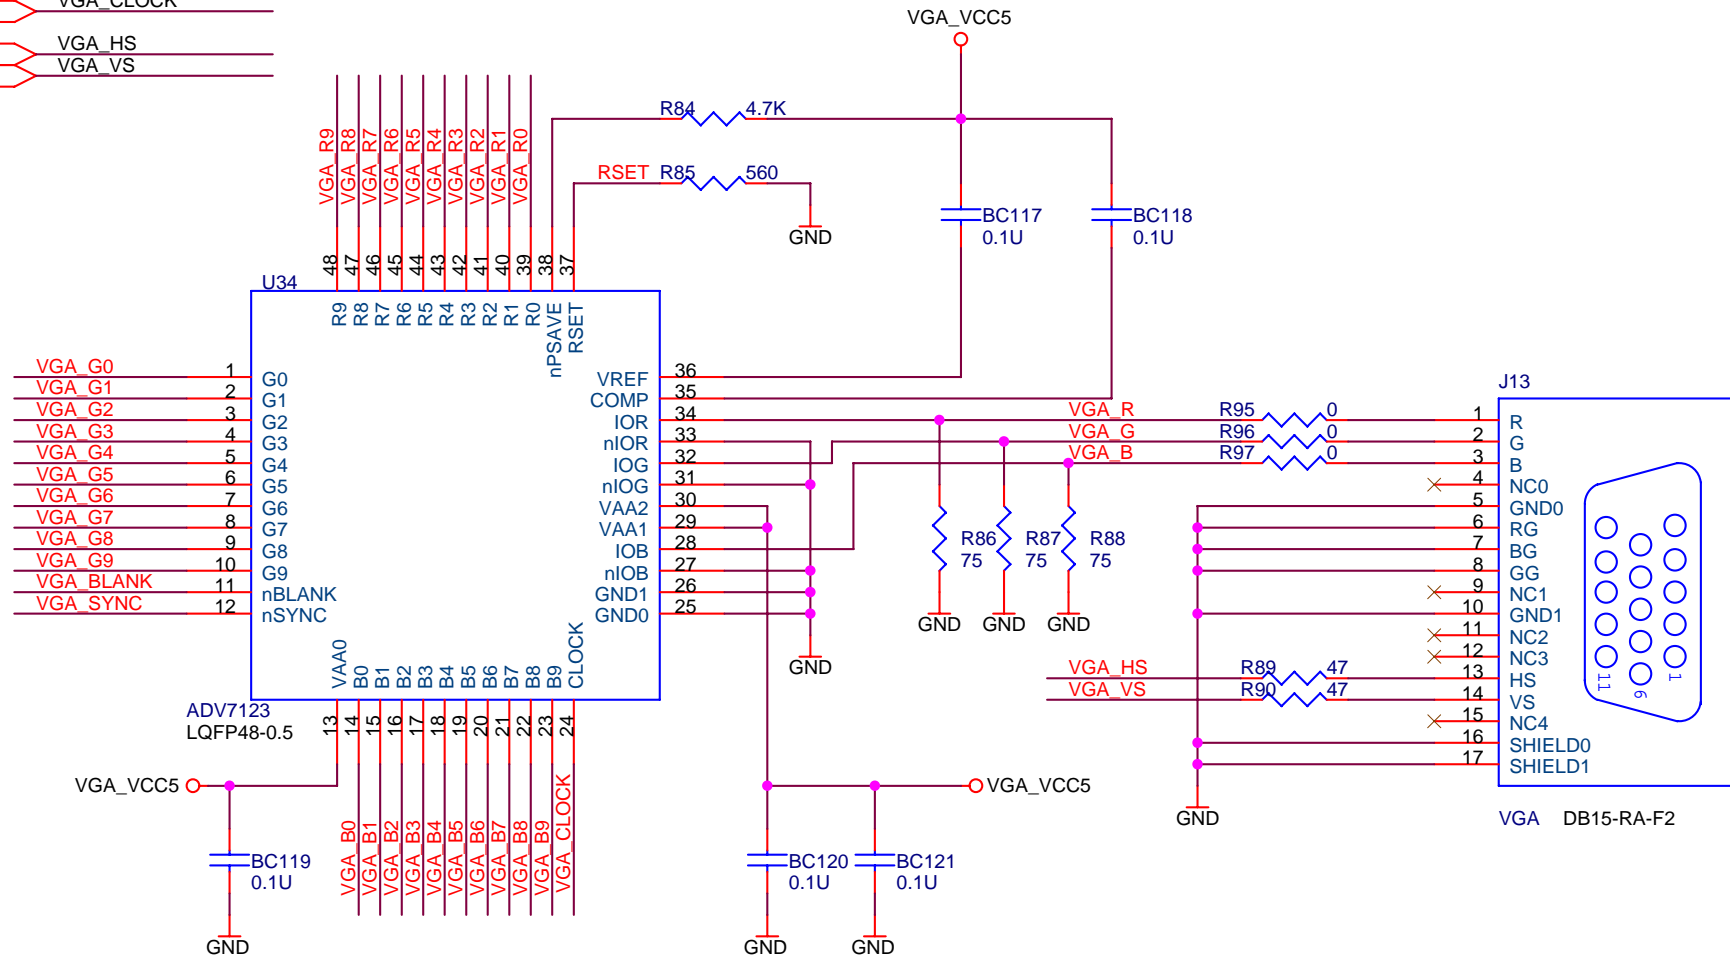 VGA_CLOCK
VGA_HS
VGA_VS
VGA_VCC5
VGA_R9
VGA_R8
VGA_R7
VGA_R6
VGA_R5
VGA_R4
VGA_R3
VGA_R2
VGA_R1
VGA_R0
R84 4.7K
RSET R85 560
GND
BC117
0.1U
BC118
0.1U
48
47
46
45
44
43
42
41
40
39
38
37
U34
R9
R8
R7
R6
R5
R4
R3
R2
R1
R0
nPSAVE
RSET
VGA_G0 1 G0
VGA_G1 2 G1
VGA_G2 3 G2
VGA_G3 4 G3
VGA_G4 5 G4
VGA_G5 6 G5
VGA_G6 7 G6
VGA_G7 8 G7
VGA_G8 9 G8
VGA_G9 10 G9
VGA_BLANK 11 nBLANK
VGA_SYNC 12 nSYNC
VREF 36
COMP 35
IOR 34
nIOR 33
IOG 32
nIOG 31
VAA2 30
VAA1 29
IOB 28
nIOB 27
GND1 26
GND0 25
VGA_R R95 0
VGA_G R96 0
VGA_B R97 0
R86
75
R87
75
R88
75
GND GND GND
GND
VGA_HS R89 47
VGA_VS R90 47
J13
1 R
2 G
3 B
4 NC0
5 GND0
6 RG
7 BG
8 GG
9 NC1
10 GND1
11 NC2
12 NC3
13 HS
14 VS
15 NC4
16 SHIELD0
17 SHIELD1
11
6
1
GND
VGA DB15-RA-F2
VAA0
B0
B1
B2
B3
B4
B5
B6
B7
B8
B9
CLOCK
ADV7123
LQFP48-0.5
13
14
15
16
17
18
19
20
21
22
23
24
VGA_VCC5
VGA_B0
VGA_B1
VGA_B2
VGA_B3
VGA_B4
VGA_B5
VGA_B6
VGA_B7
VGA_B8
VGA_B9
VGA_CLOCK
VGA_VCC5
BC119
0.1U
BC120
0.1U
BC121
0.1U
GND
GND
GND